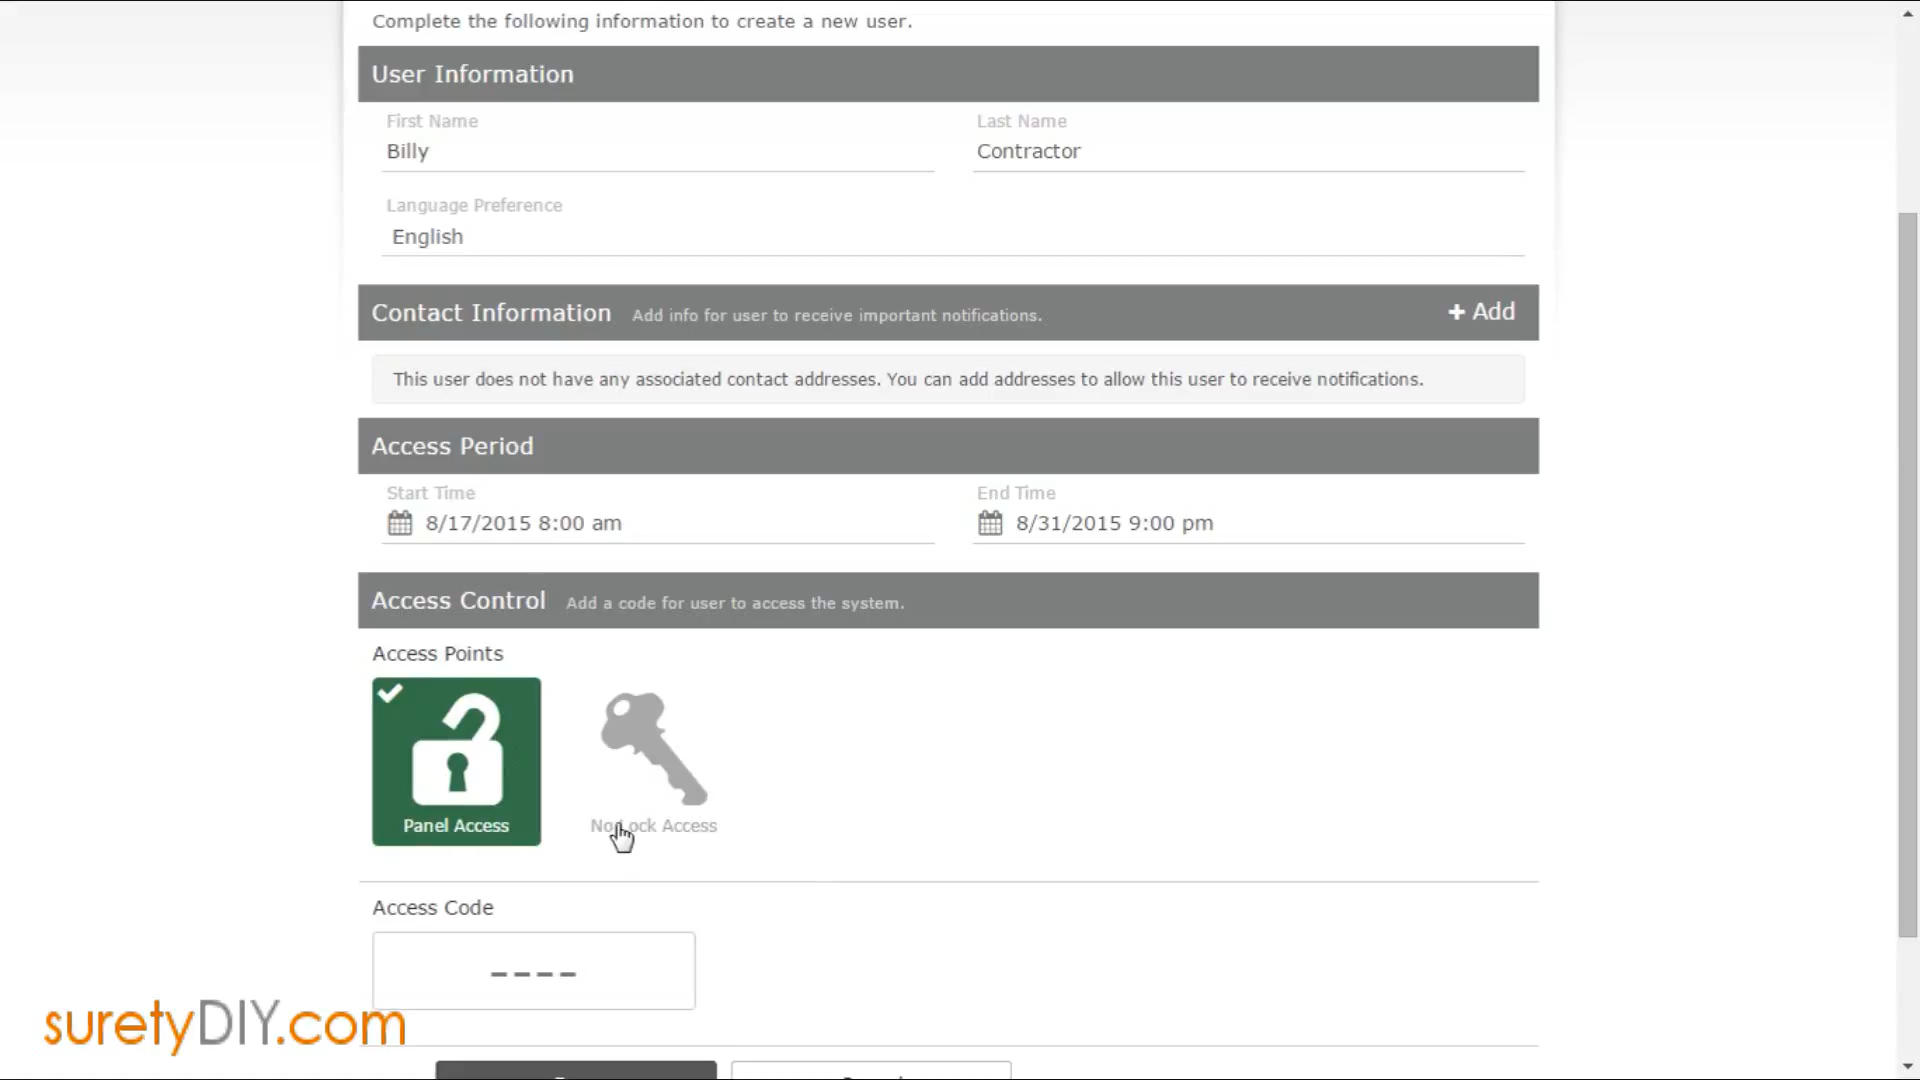 Complete the following information to create a new user.
User Information
First Name
Last Name
Billy
Contractor
Language Preference
English
Contact Information Add info for user to receive important notifications.
+ Add
This user does not have any associated contact addresses. You can add addresses to allow this user to receive notifications.
Access Period
Start Time
End Time
8/17/2015 8:00 am
8/31/2015 9:00 pm
Access Control Add a code for user to access the system.
Access Points
Panel Access
No Lock Access
Access Code
----
suretyDIY.com